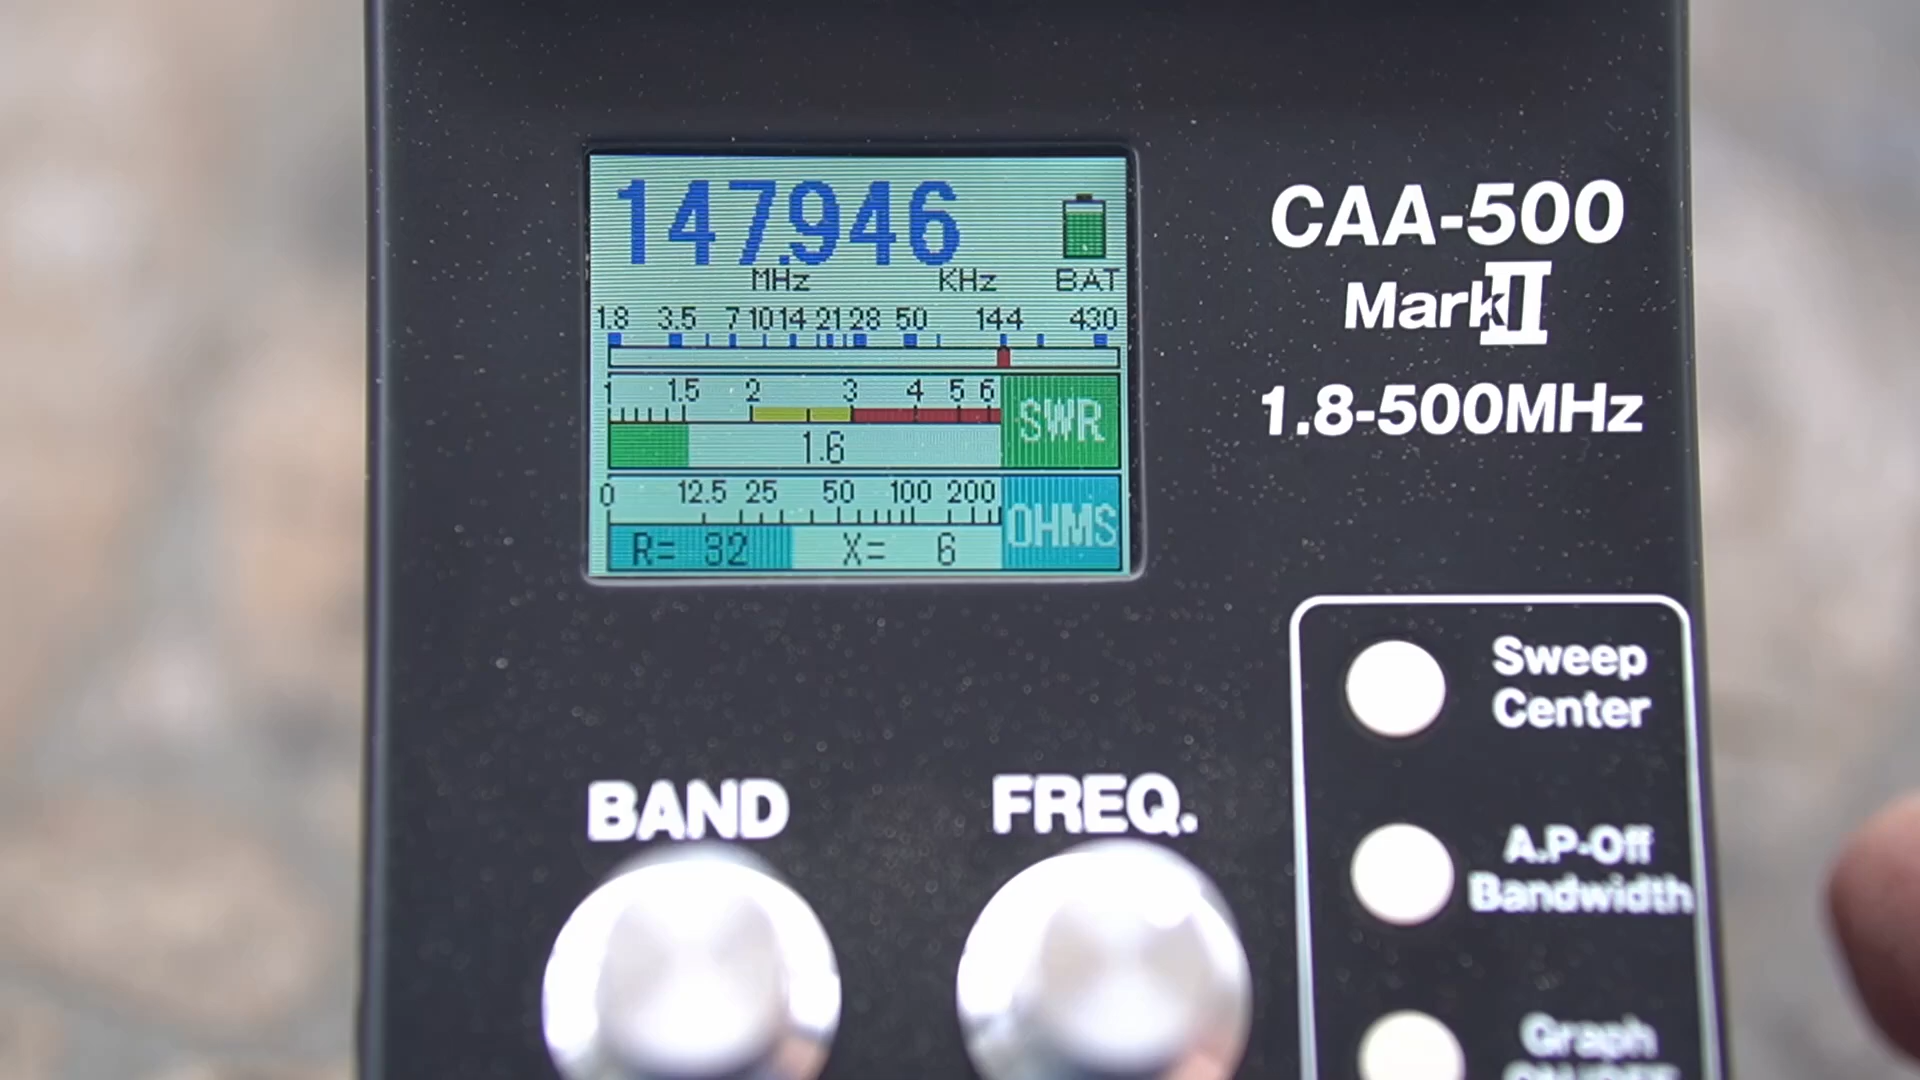 147.946
MHz KHz BAT
1.8 3.5 7 10 14 21 28 50 144 430
1 1.5 2 3 4 5 6
SWR
1.6
0 12.5 25 50 100 200
OHMS
R= 32 X= 6
CAA-500
MarkII
1.8-500MHz
Sweep
Center
BAND
FREQ.
A.P-Off
Bandwidth
Graph